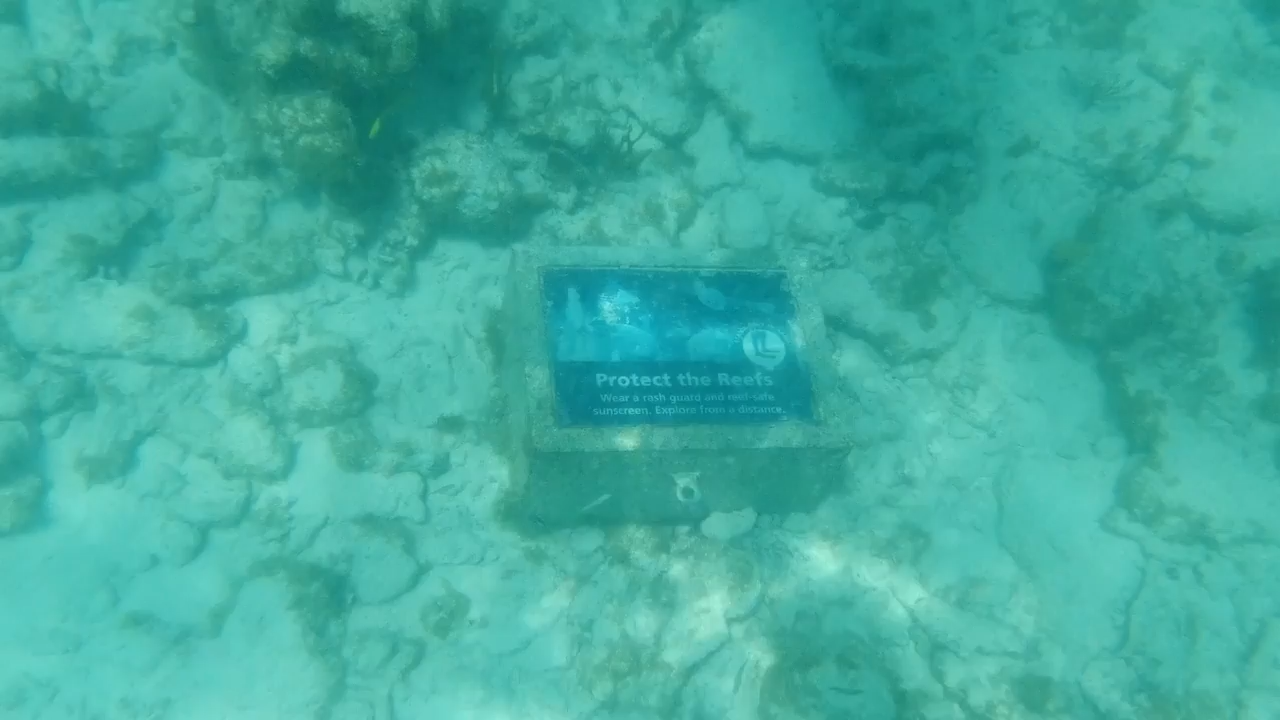 Protect the Reefs
Wear a rash guard and reef-safe
sunscreen. Explore from a distance.